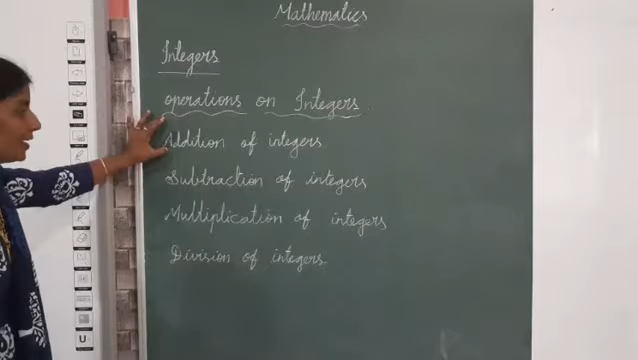 Mathematics
Integers
operations on Integers
Addition of integers
Subtraction of integers
Multiplication of integers
Division of integers.
U